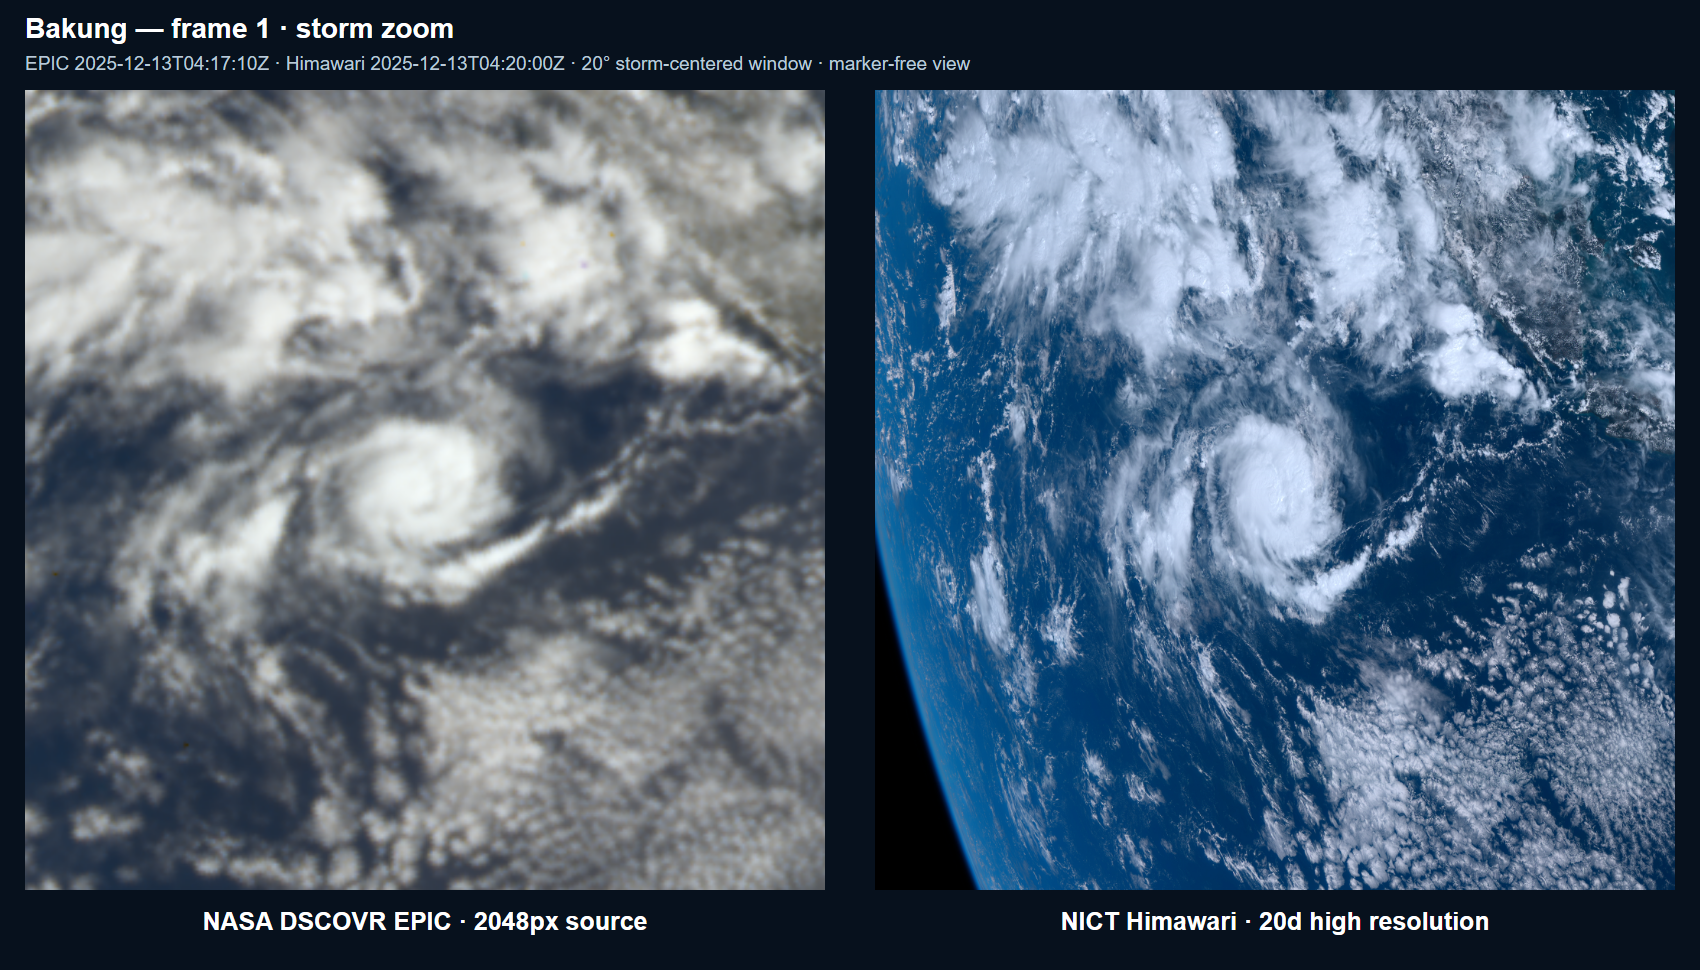 Bakung — frame 1 · storm zoom
EPIC 2025-12-13T04:17:10Z · Himawari 2025-12-13T04:20:00Z · 20° storm-centered window · marker-free view
NASA DSCOVR EPIC · 2048px source
NICT Himawari · 20d high resolution